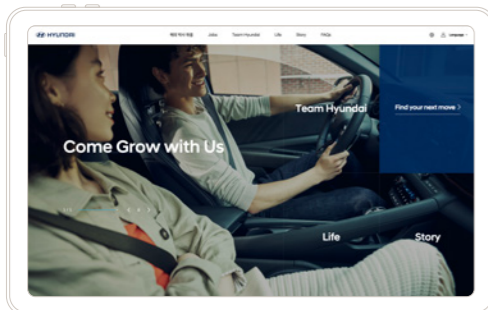 HYUNDAI
Jobs Team Hyundai Life Story FAQs
Language
Team Hyundai
Find your next move
Come Grow with Us
Life
Story